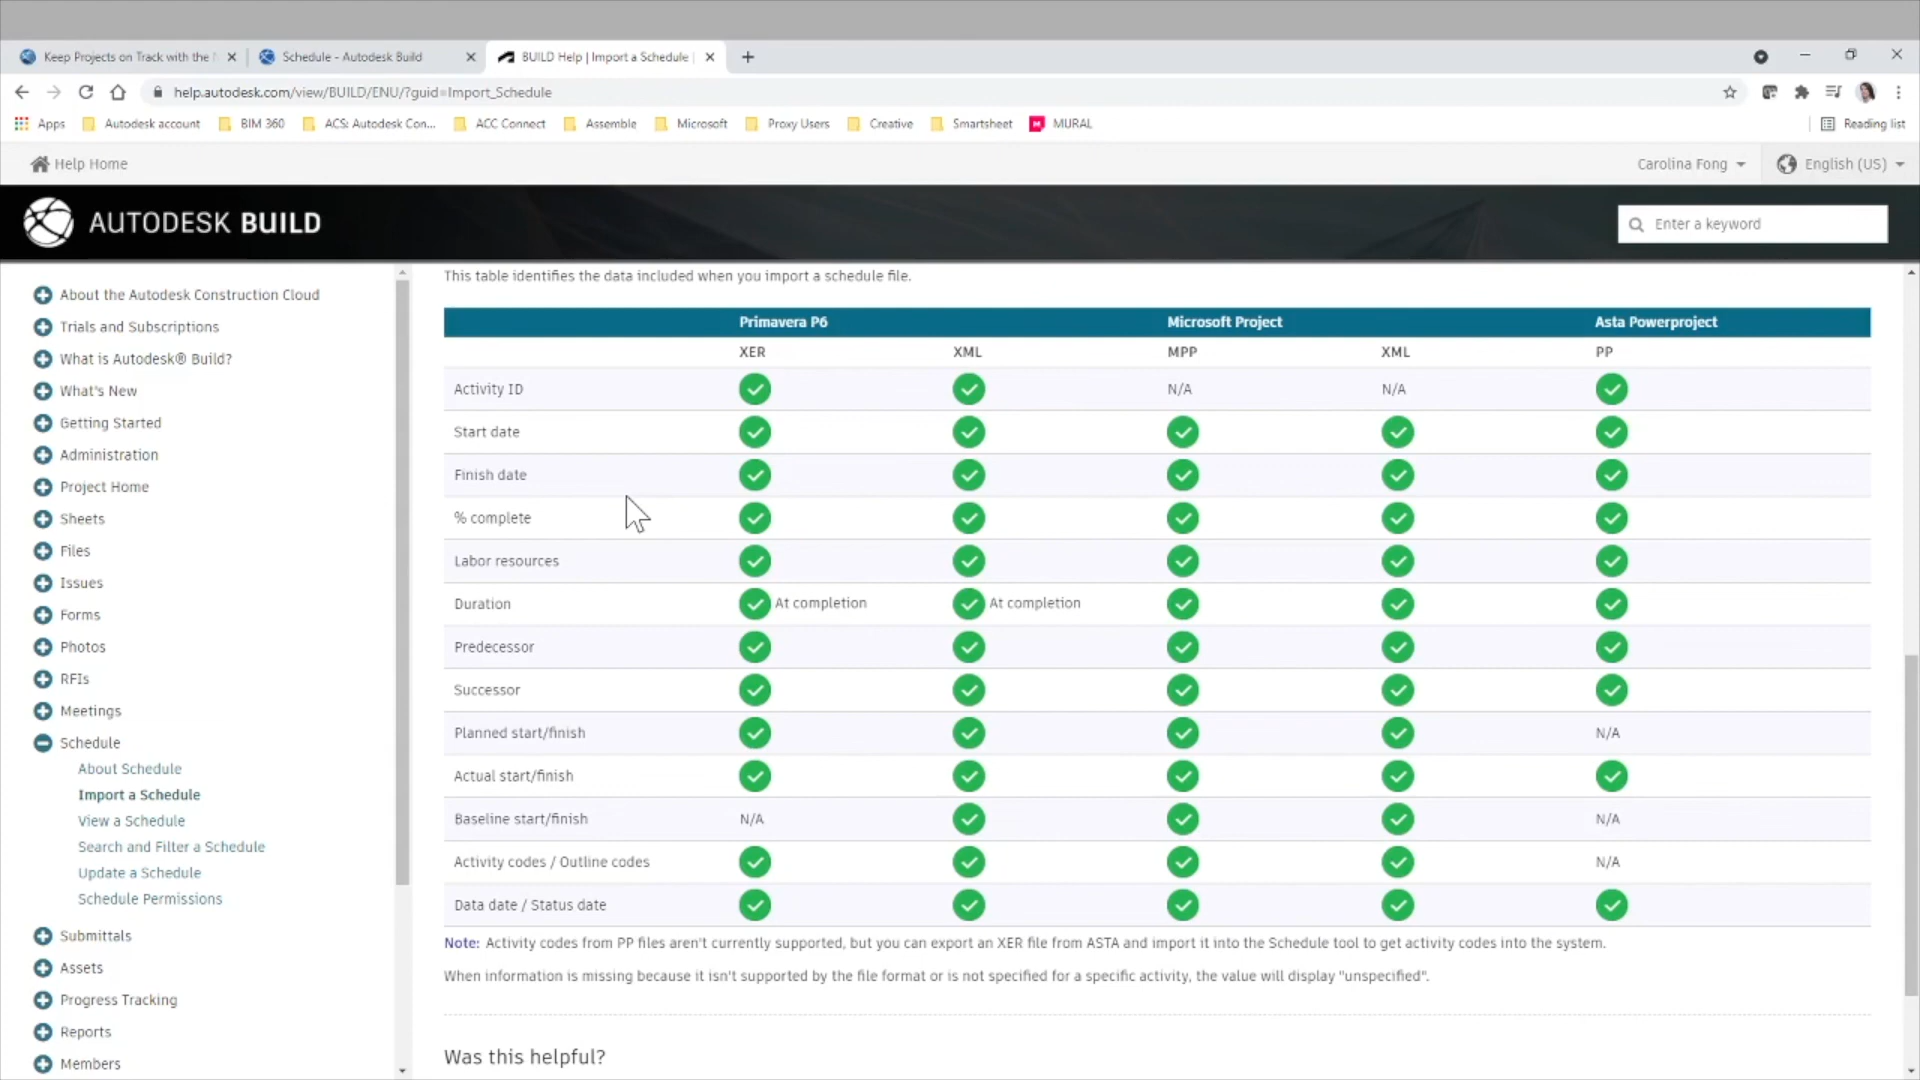 Keep Projects on Track with the
Schedule - Autodesk Build
BUILD Help | Import a Schedule |
help.autodesk.com/view/BUILD/ENU/?guid=Import_Schedule
Apps
Autodesk account
BIM 360
ACS: Autodesk Con...
ACC Connect
Assemble
Microsoft
Proxy Users
Creative
Smartsheet
MURAL
Reading list
Help Home
Carolina Fong
English (US)
AUTODESK BUILD
Enter a keyword
About the Autodesk Construction Cloud
Trials and Subscriptions
What is Autodesk® Build?
What's New
Getting Started
Administration
Project Home
Sheets
Files
Issues
Forms
Photos
RFIs
Meetings
Schedule
About Schedule
Import a Schedule
View a Schedule
Search and Filter a Schedule
Update a Schedule
Schedule Permissions
Submittals
Assets
Progress Tracking
Reports
Members
This table identifies the data included when you import a schedule file.
Primavera P6 Microsoft Project Asta Powerproject
XER XML MPP XML PP
Activity ID N/A N/A
Start date
Finish date
% complete
Labor resources
Duration At completion At completion
Predecessor
Successor
Planned start/finish N/A
Actual start/finish
Baseline start/finish N/A N/A
Activity codes / Outline codes N/A
Data date / Status date
Note: Activity codes from PP files aren't currently supported, but you can export an XER file from ASTA and import it into the Schedule tool to get activity codes into the system.
When information is missing because it isn't supported by the file format or is not specified for a specific activity, the value will display "unspecified".
Was this helpful?